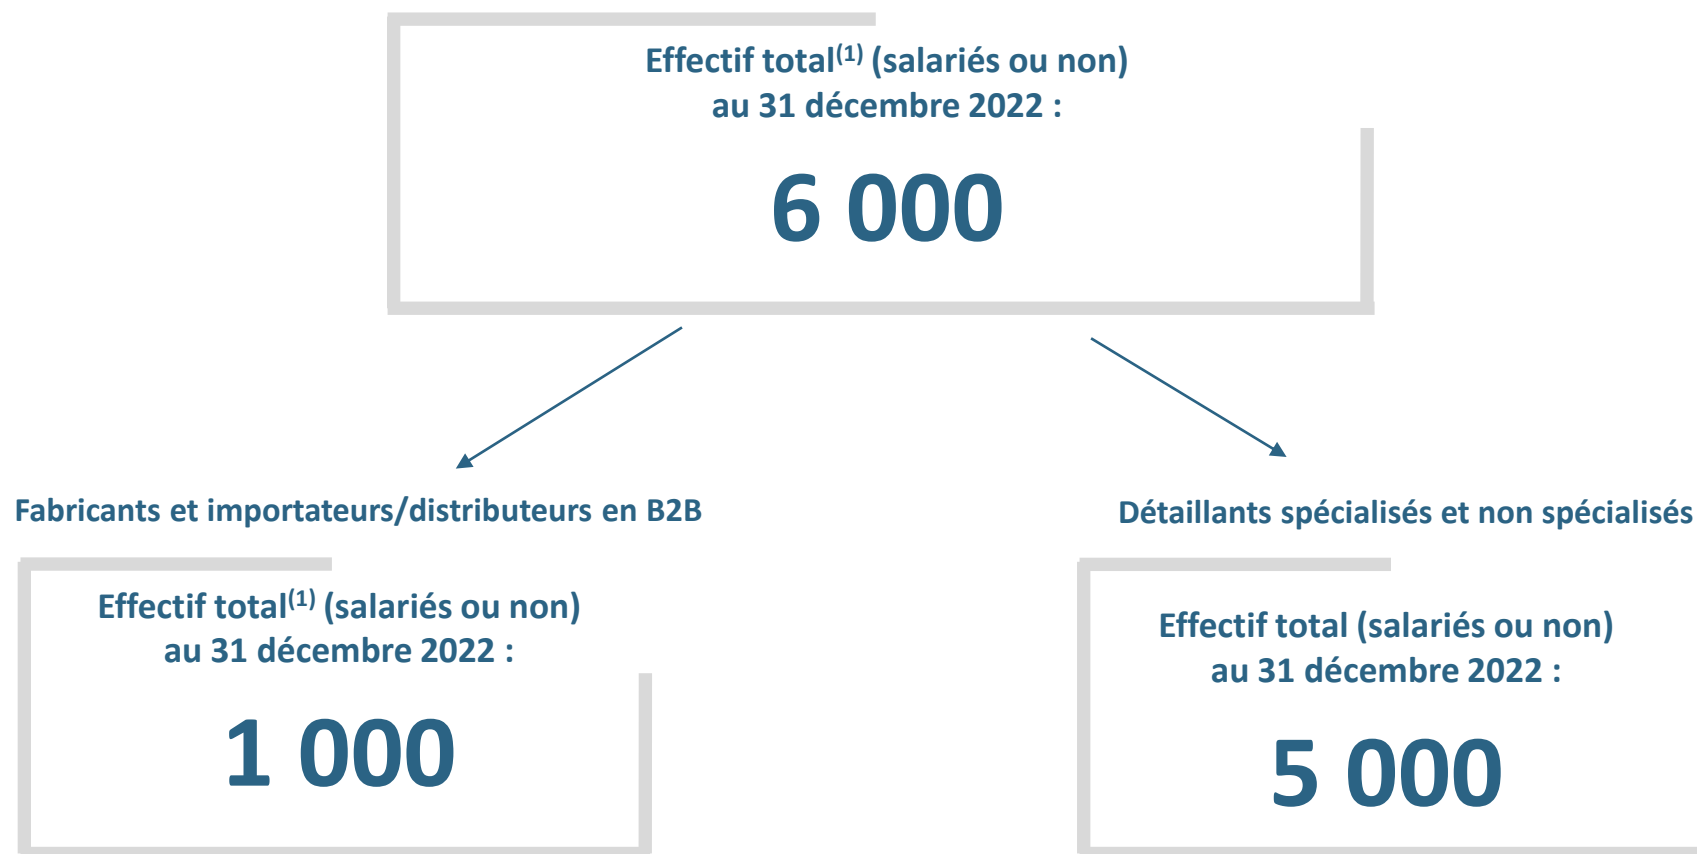 Effectif total(1) (salariés ou non)
au 31 décembre 2022 :
6 000
Fabricants et importateurs/distributeurs en B2B
Effectif total(1) (salariés ou non)
au 31 décembre 2022 :
1 000
Détaillants spécialisés et non spécialisés
Effectif total (salariés ou non)
au 31 décembre 2022 :
5 000